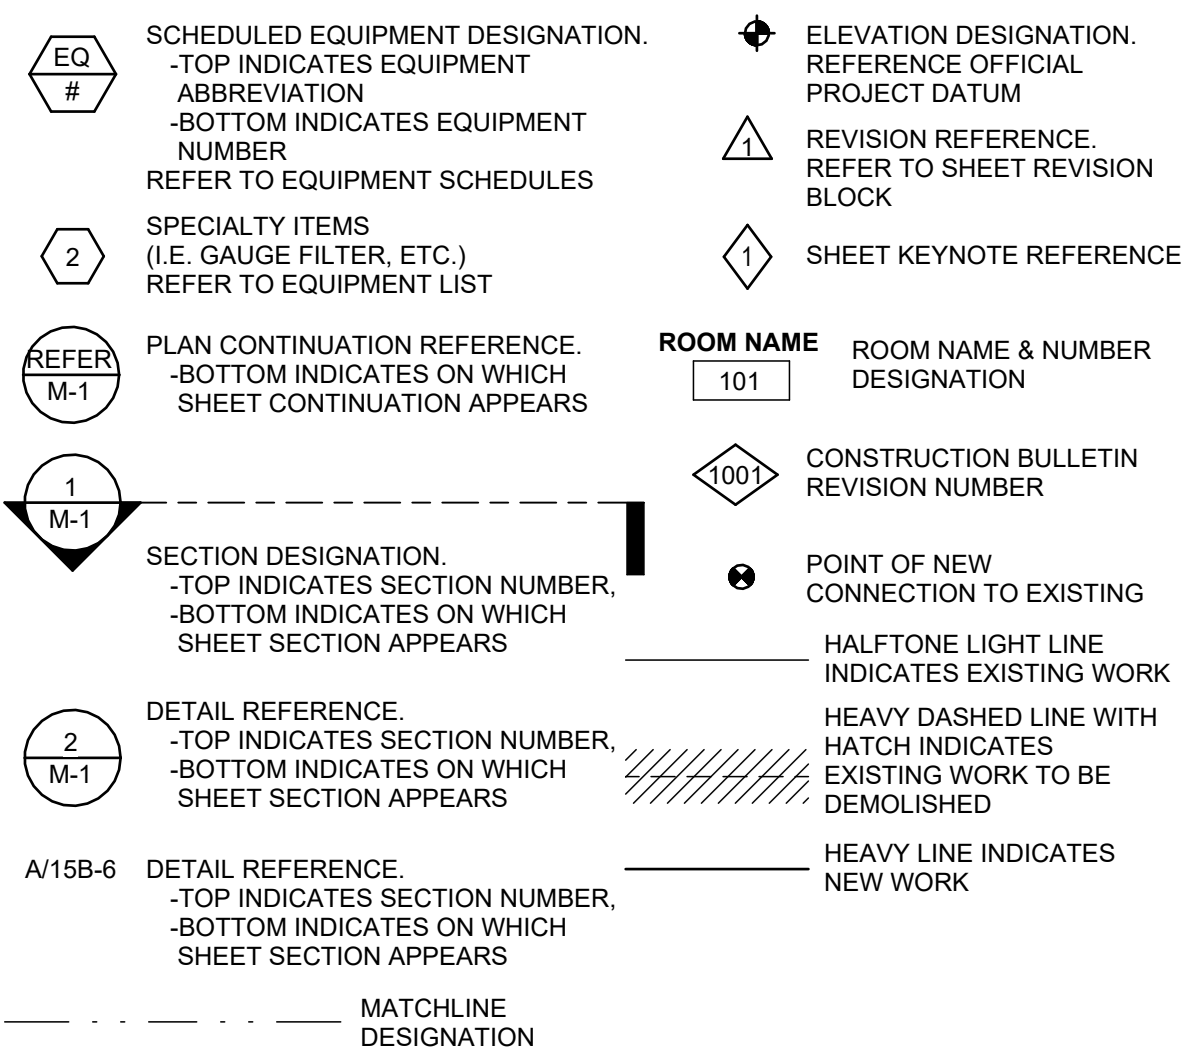 EQ
#
SCHEDULED EQUIPMENT DESIGNATION.
-TOP INDICATES EQUIPMENT
ABBREVIATION
-BOTTOM INDICATES EQUIPMENT
NUMBER
REFER TO EQUIPMENT SCHEDULES
2
SPECIALTY ITEMS
(I.E. GAUGE FILTER, ETC.)
REFER TO EQUIPMENT LIST
REFER
M-1
PLAN CONTINUATION REFERENCE.
-BOTTOM INDICATES ON WHICH
SHEET CONTINUATION APPEARS
1
M-1
SECTION DESIGNATION.
-TOP INDICATES SECTION NUMBER,
-BOTTOM INDICATES ON WHICH
SHEET SECTION APPEARS
2
M-1
DETAIL REFERENCE.
-TOP INDICATES SECTION NUMBER,
-BOTTOM INDICATES ON WHICH
SHEET SECTION APPEARS
A/15B-6
DETAIL REFERENCE.
-TOP INDICATES SECTION NUMBER,
-BOTTOM INDICATES ON WHICH
SHEET SECTION APPEARS
MATCHLINE
DESIGNATION
ELEVATION DESIGNATION.
REFERENCE OFFICIAL
PROJECT DATUM
1
REVISION REFERENCE.
REFER TO SHEET REVISION
BLOCK
1
SHEET KEYNOTE REFERENCE
ROOM NAME
101
ROOM NAME & NUMBER
DESIGNATION
1001
CONSTRUCTION BULLETIN
REVISION NUMBER
POINT OF NEW
CONNECTION TO EXISTING
HALFTONE LIGHT LINE
INDICATES EXISTING WORK
HEAVY DASHED LINE WITH
HATCH INDICATES
EXISTING WORK TO BE
DEMOLISHED
HEAVY LINE INDICATES
NEW WORK